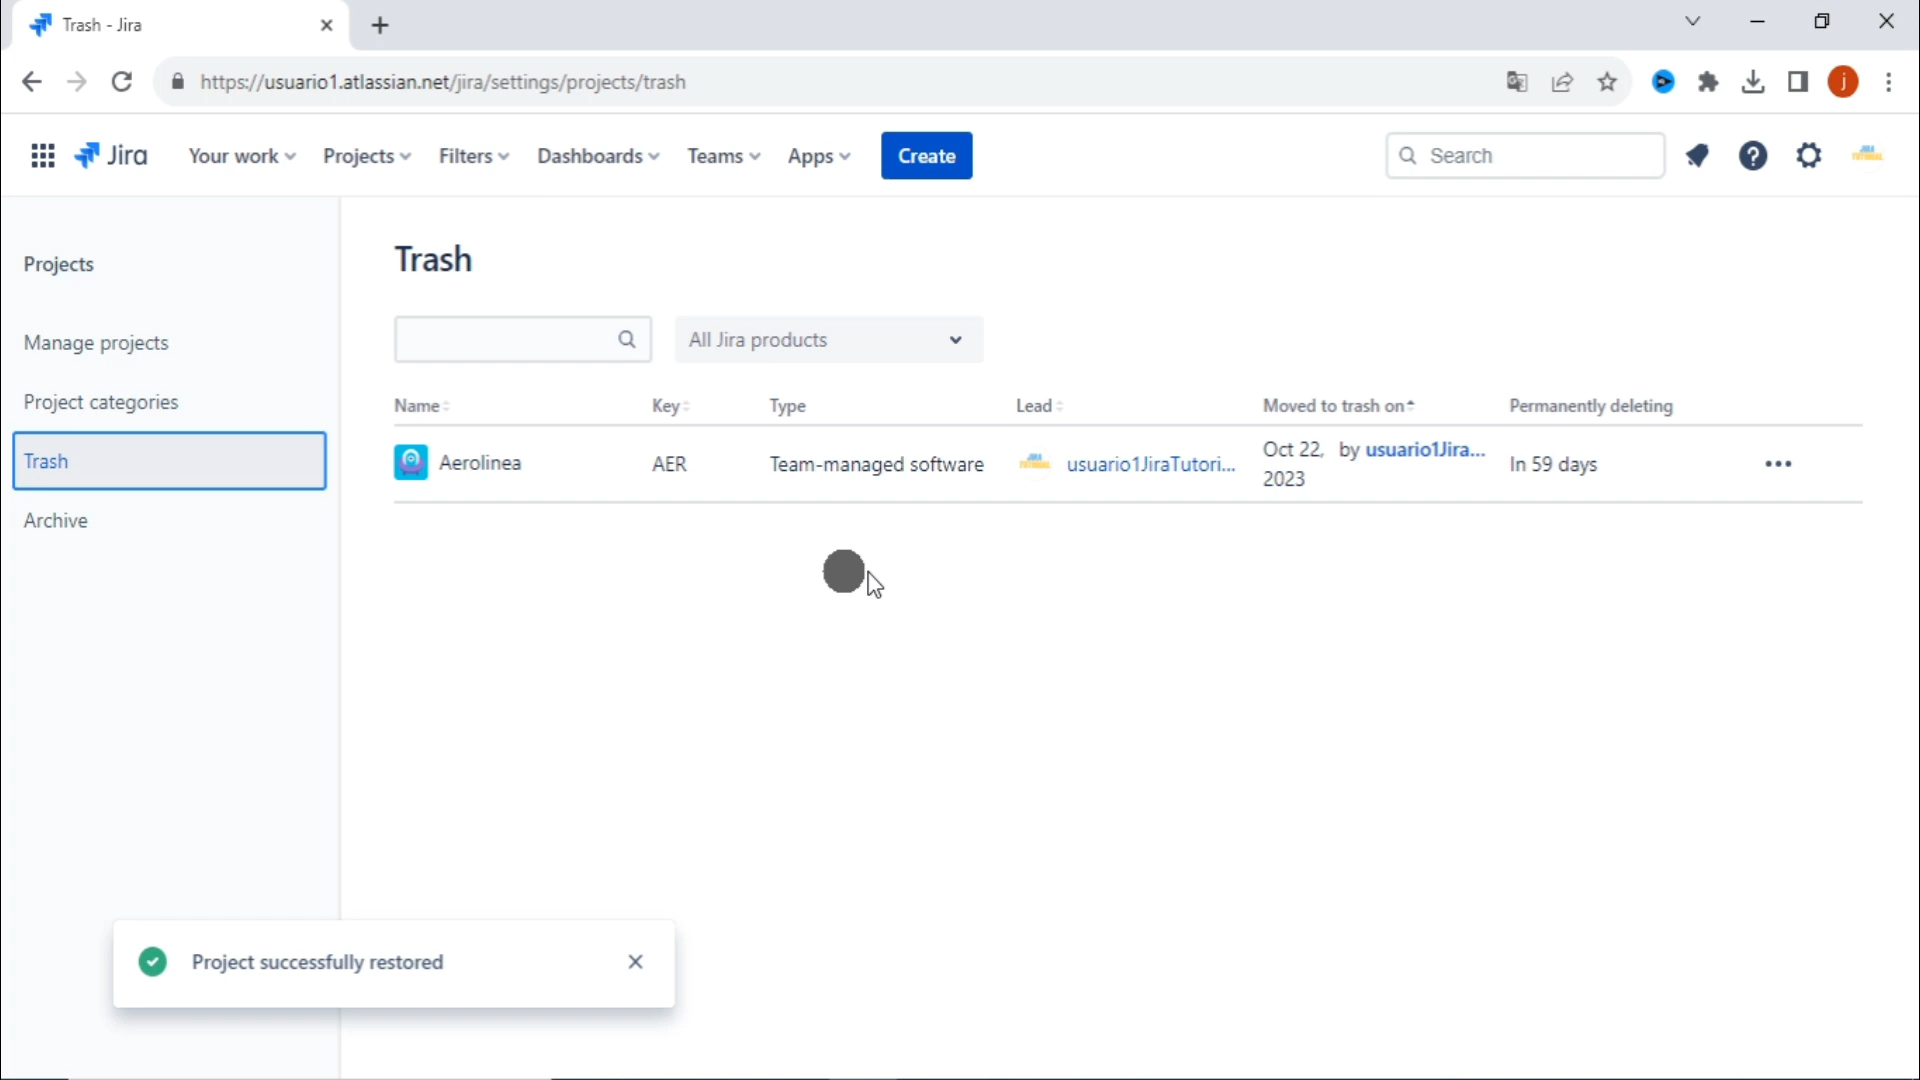 Trash - Jira
https://usuario1.atlassian.net/jira/settings/projects/trash
j
Jira Your work Projects Filters Dashboards Teams Apps Create Search
Projects
Manage projects
Project categories
Trash
Archive
Trash
All Jira products
Name Key Type Lead Moved to trash on Permanently deleting
Aerolinea AER Team-managed software usuario1JiraTutori... Oct 22, 2023 by usuario1Jira... In 59 days
Project successfully restored